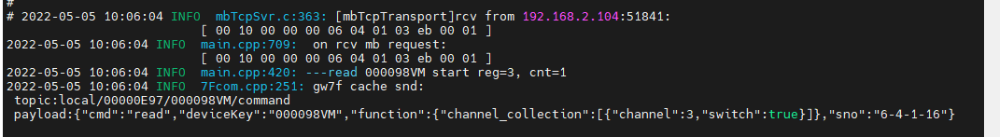 #
# 2022-05-05 10:06:04 INFO  mbTcpSvr.c:363: [mbTcpTransport]rcv from 192.168.2.104:51841:
[ 00 10 00 00 00 06 04 01 03 eb 00 01 ]
2022-05-05 10:06:04 INFO  main.cpp:709:  on rcv mb request:
[ 00 10 00 00 00 06 04 01 03 eb 00 01 ]
2022-05-05 10:06:04 INFO  main.cpp:420: ---read 000098VM start reg=3, cnt=1
2022-05-05 10:06:04 INFO  7Fcom.cpp:251: gw7f cache snd:
topic:local/00000E97/000098VM/command
payload:{"cmd":"read","deviceKey":"000098VM","function":{"channel_collection":[{"channel":3,"switch":true}]},"sno":"6-4-1-16"}